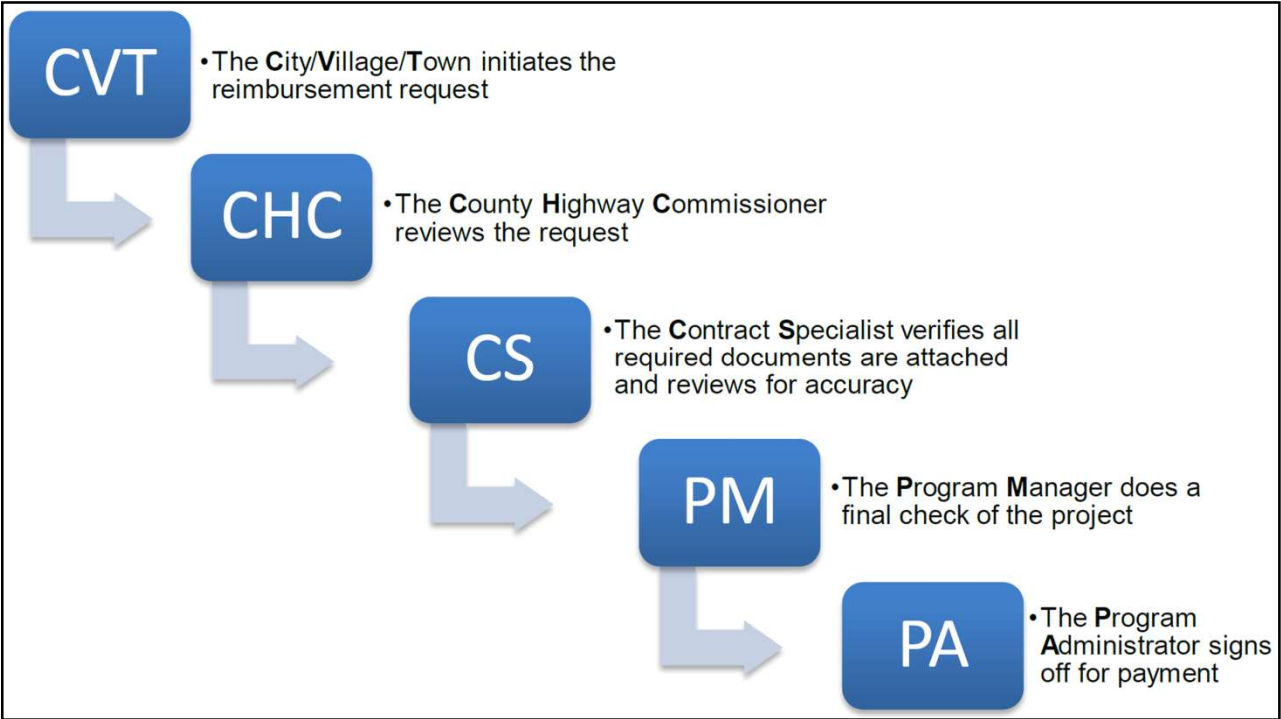 CVT
•The City/Village/Town initiates the
reimbursement request
CHC
•The County Highway Commissioner
reviews the request
CS
•The Contract Specialist verifies all
required documents are attached
and reviews for accuracy
PM
•The Program Manager does a
final check of the project
PA
•The Program
Administrator signs
off for payment